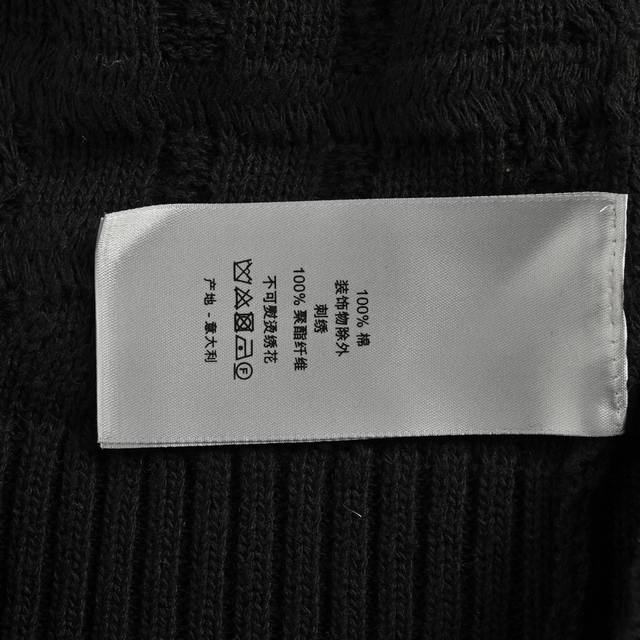 100% 棉
装饰物除外
刺绣
100% 聚酯纤维
不可熨烫绣花
产地 - 意大利